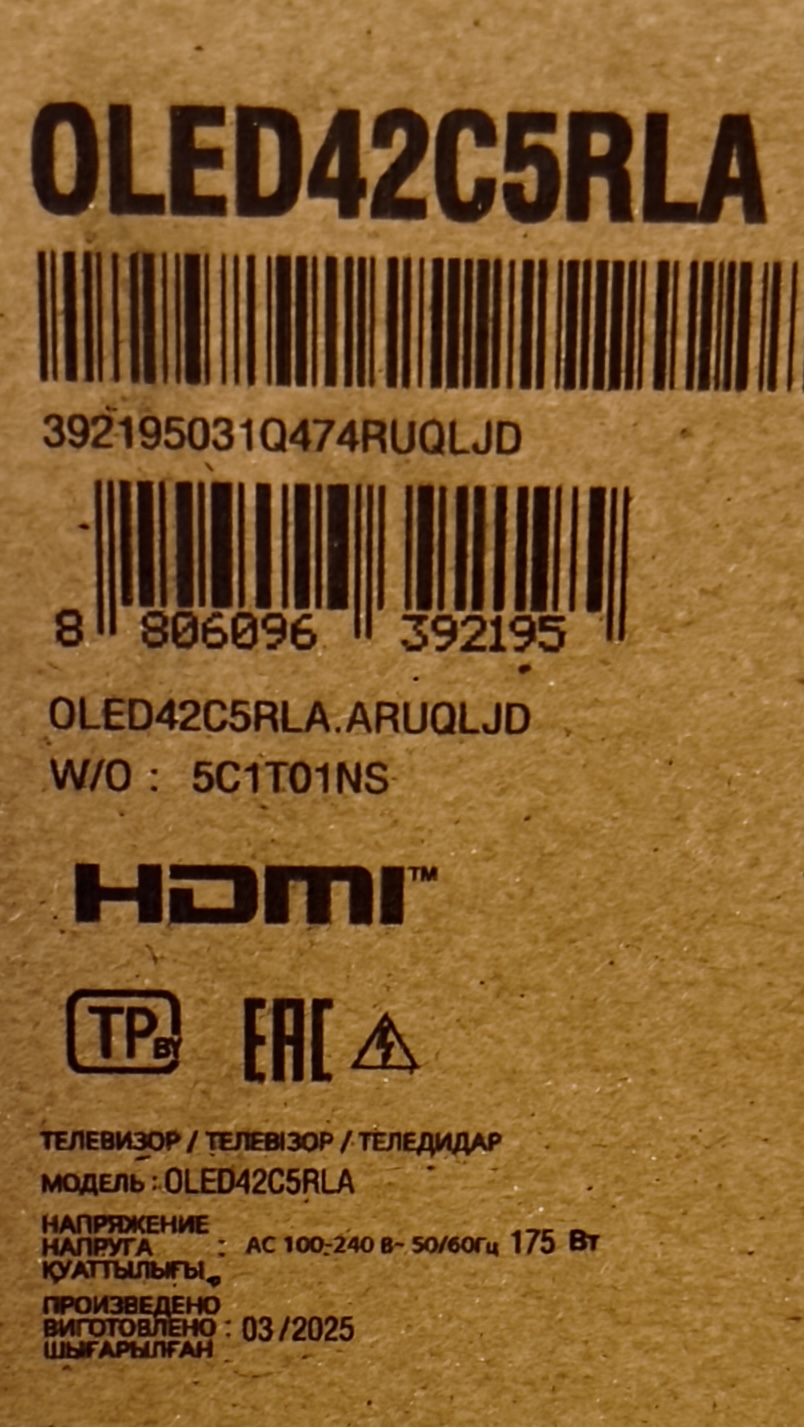 OLED42C5RLA
392195031Q474RUQLJD
8 806096 392195
OLED42C5RLA.ARUQLJD
W/O : 5C1T01NS
HDMI™
TP BY EAC
ТЕЛЕВИЗОР / ТЕЛЕВІЗОР / ТЕЛЕДИДАР
МОДЕЛЬ : OLED42C5RLA
НАПРЯЖЕНИЕ
НАПРУГА : AC 100-240 В~ 50/60Гц 175 Вт
ҚУАТТЫЛЫҒЫ
ПРОИЗВЕДЕНО
ВИГОТОВЛЕНО : 03/2025
ШЫҒАРЫЛҒАН